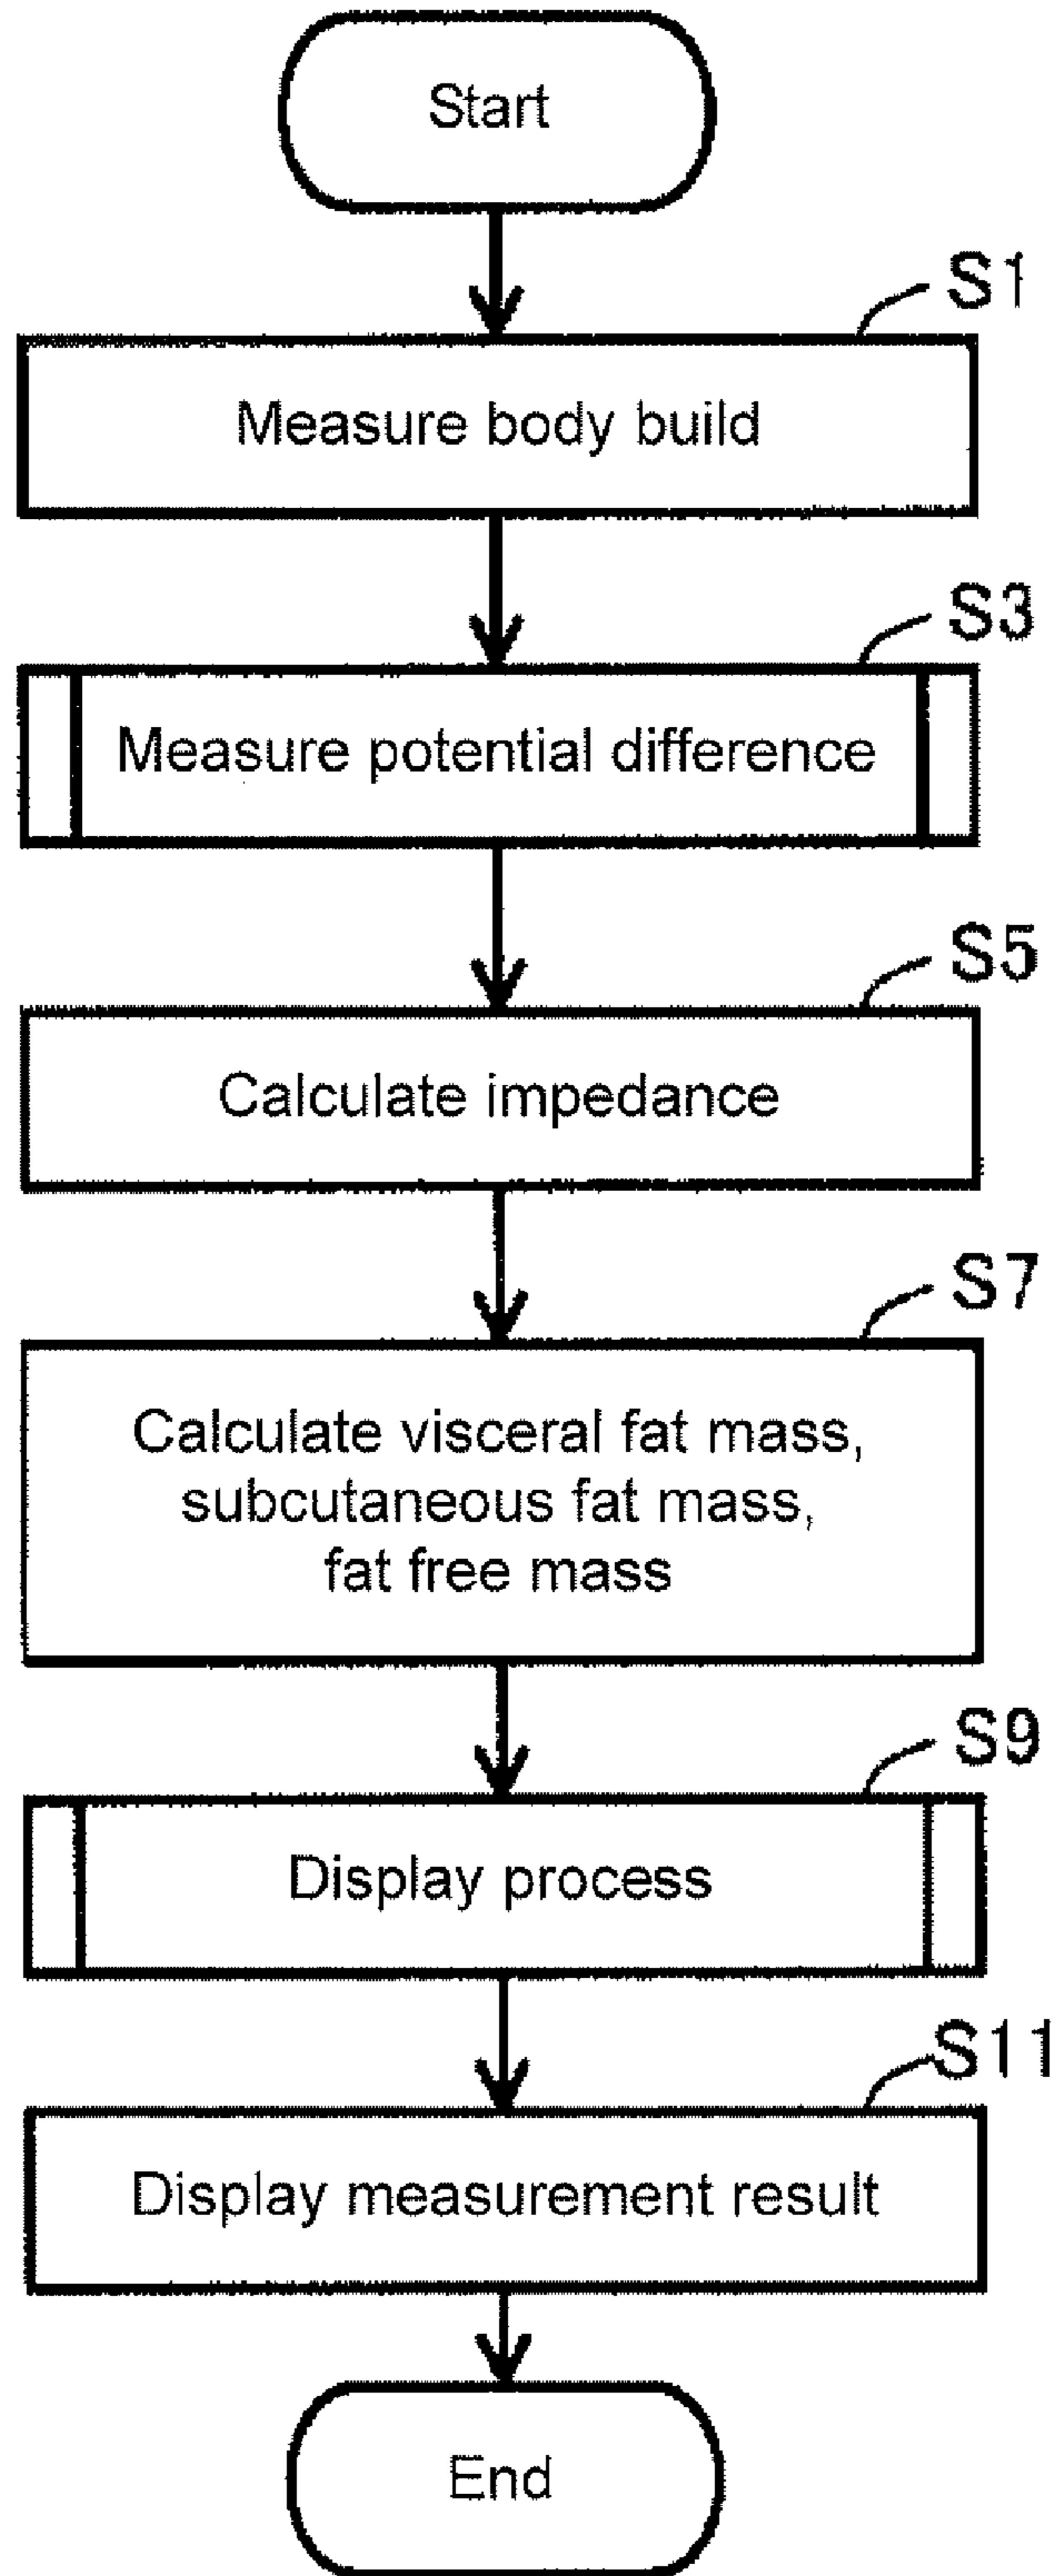 Start
S1
Measure body build
S3
Measure potential difference
S5
Calculate impedance
S7
Calculate visceral fat mass,
subcutaneous fat mass,
fat free mass
S9
Display process
S11
Display measurement result
End